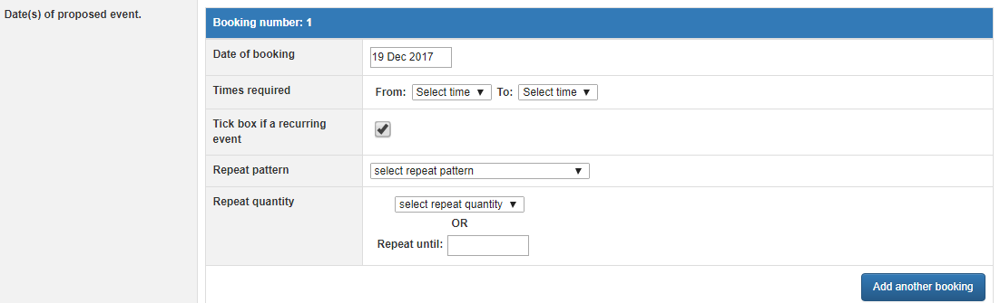 Date(s) of proposed event.
Booking number: 1
Date of booking
19 Dec 2017
Times required
From: Select time ▼ To: Select time ▼
Tick box if a recurring
event
Repeat pattern
select repeat pattern ▼
Repeat quantity
select repeat quantity ▼
OR
Repeat until:
Add another booking